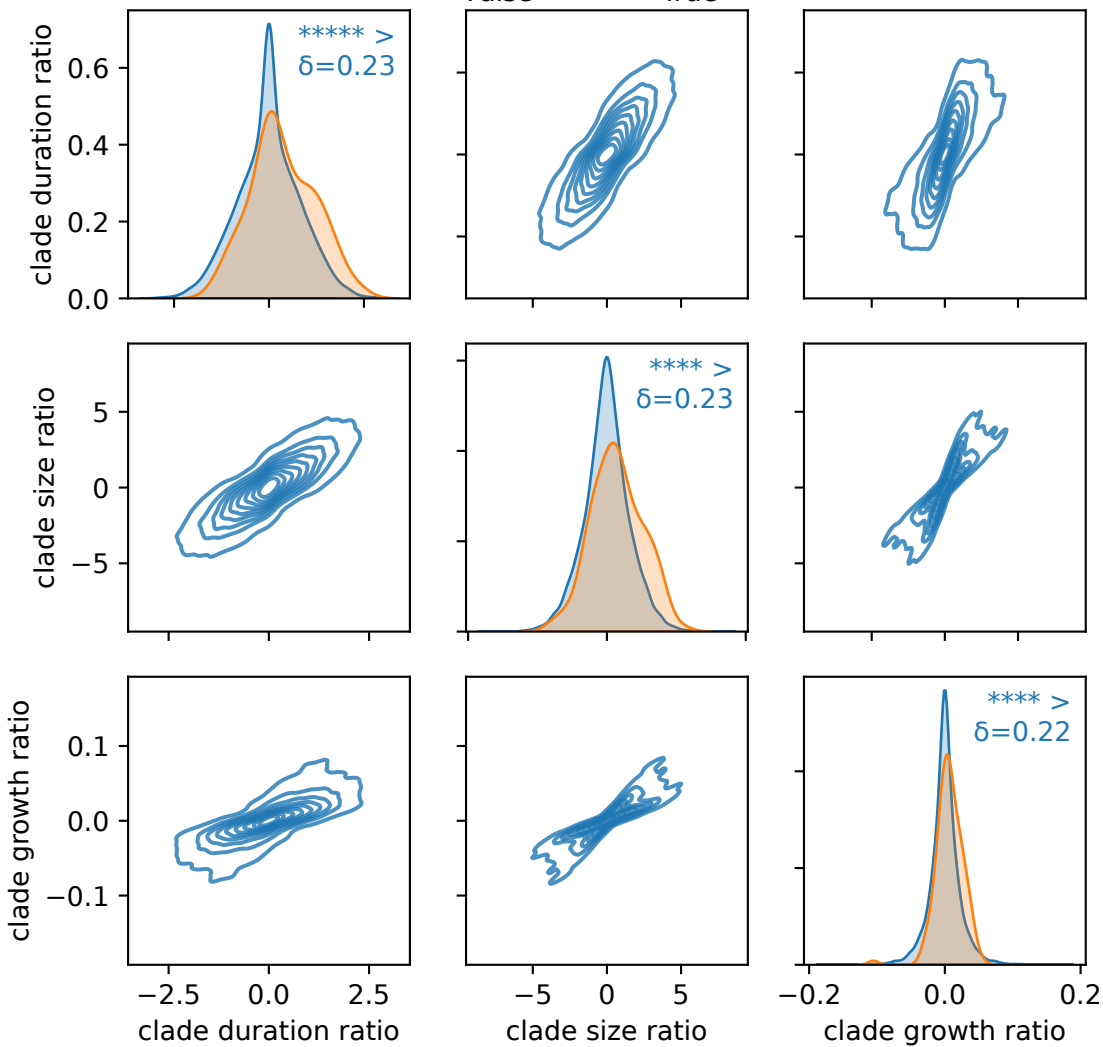 clade duration ratio
0.6
0.4
0.2
0.0
***** >
δ=0.23
clade size ratio
5
0
−5
**** >
δ=0.23
clade growth ratio
0.1
0.0
−0.1
**** >
δ=0.22
−2.5 0.0 2.5
−5 0 5
−0.2 0.0 0.2
clade duration ratio
clade size ratio
clade growth ratio